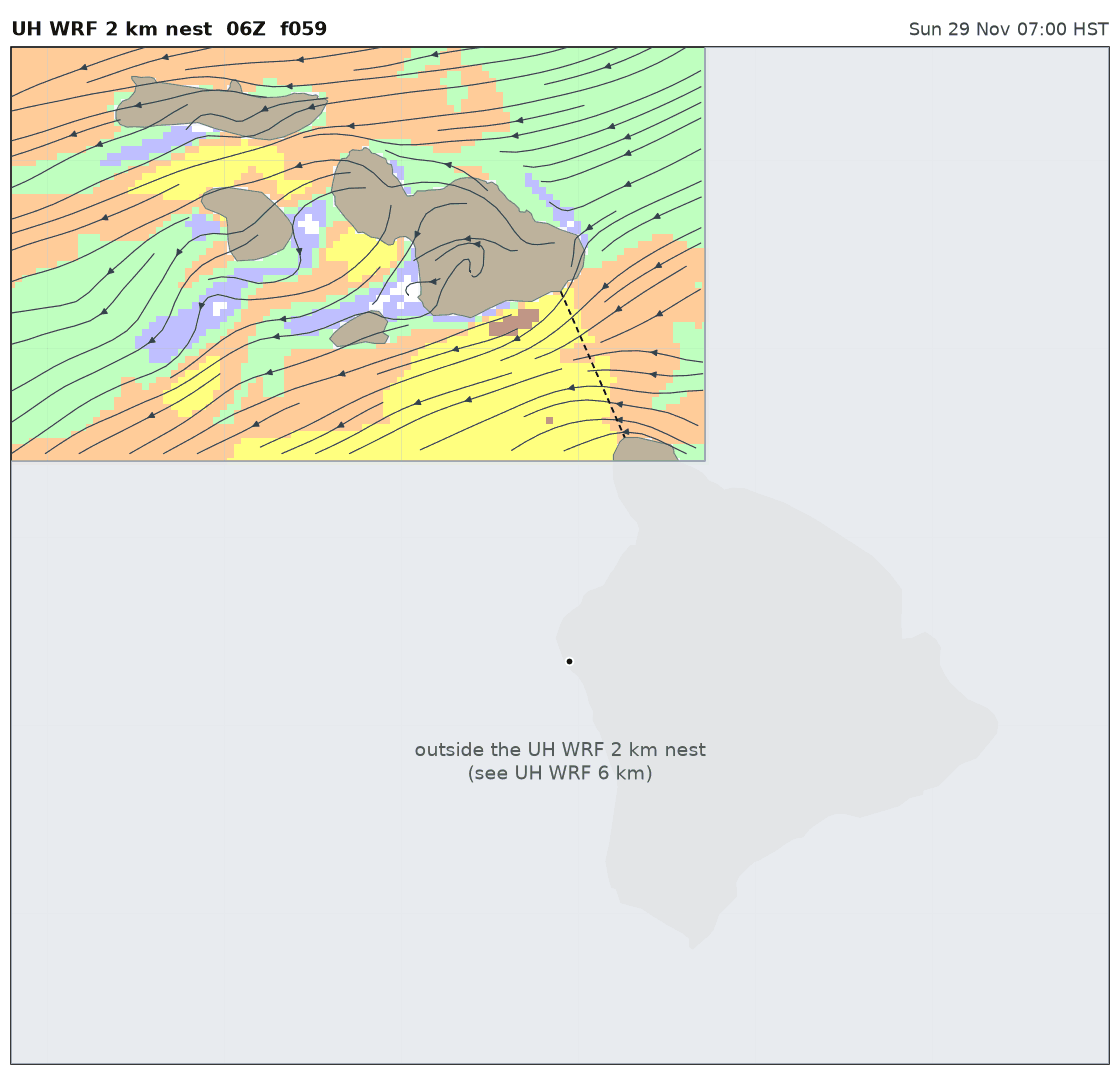 UH WRF 2 km nest  06Z  f059
Sun 29 Nov 07:00 HST
outside the UH WRF 2 km nest
(see UH WRF 6 km)